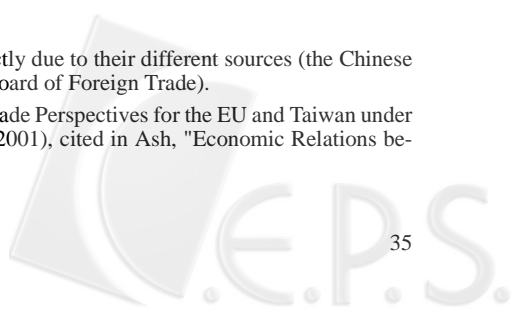 ctly due to their different sources (the Chinese
oard of Foreign Trade).
ade Perspectives for the EU and Taiwan under
2001), cited in Ash, "Economic Relations be-
35
C.E.P.S.